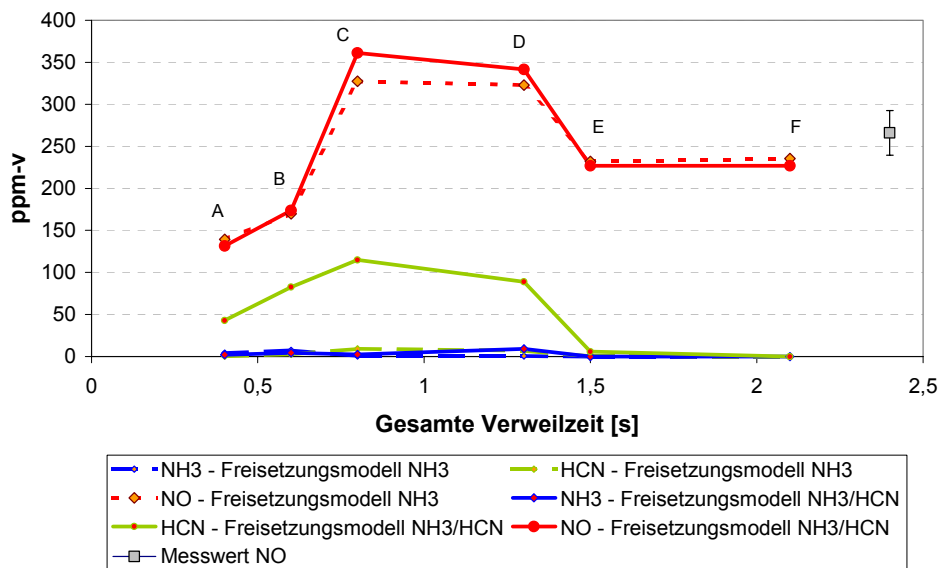 400
350
300
250
200
150
100
50
0
ppm-v
A
B
C
D
E
F
0
0,5
1
1,5
2
2,5
Gesamte Verweilzeit [s]
NH3 - Freisetzungsmodell NH3
HCN - Freisetzungsmodell NH3
NO - Freisetzungsmodell NH3
NH3 - Freisetzungsmodell NH3/HCN
HCN - Freisetzungsmodell NH3/HCN
NO - Freisetzungsmodell NH3/HCN
Messwert NO